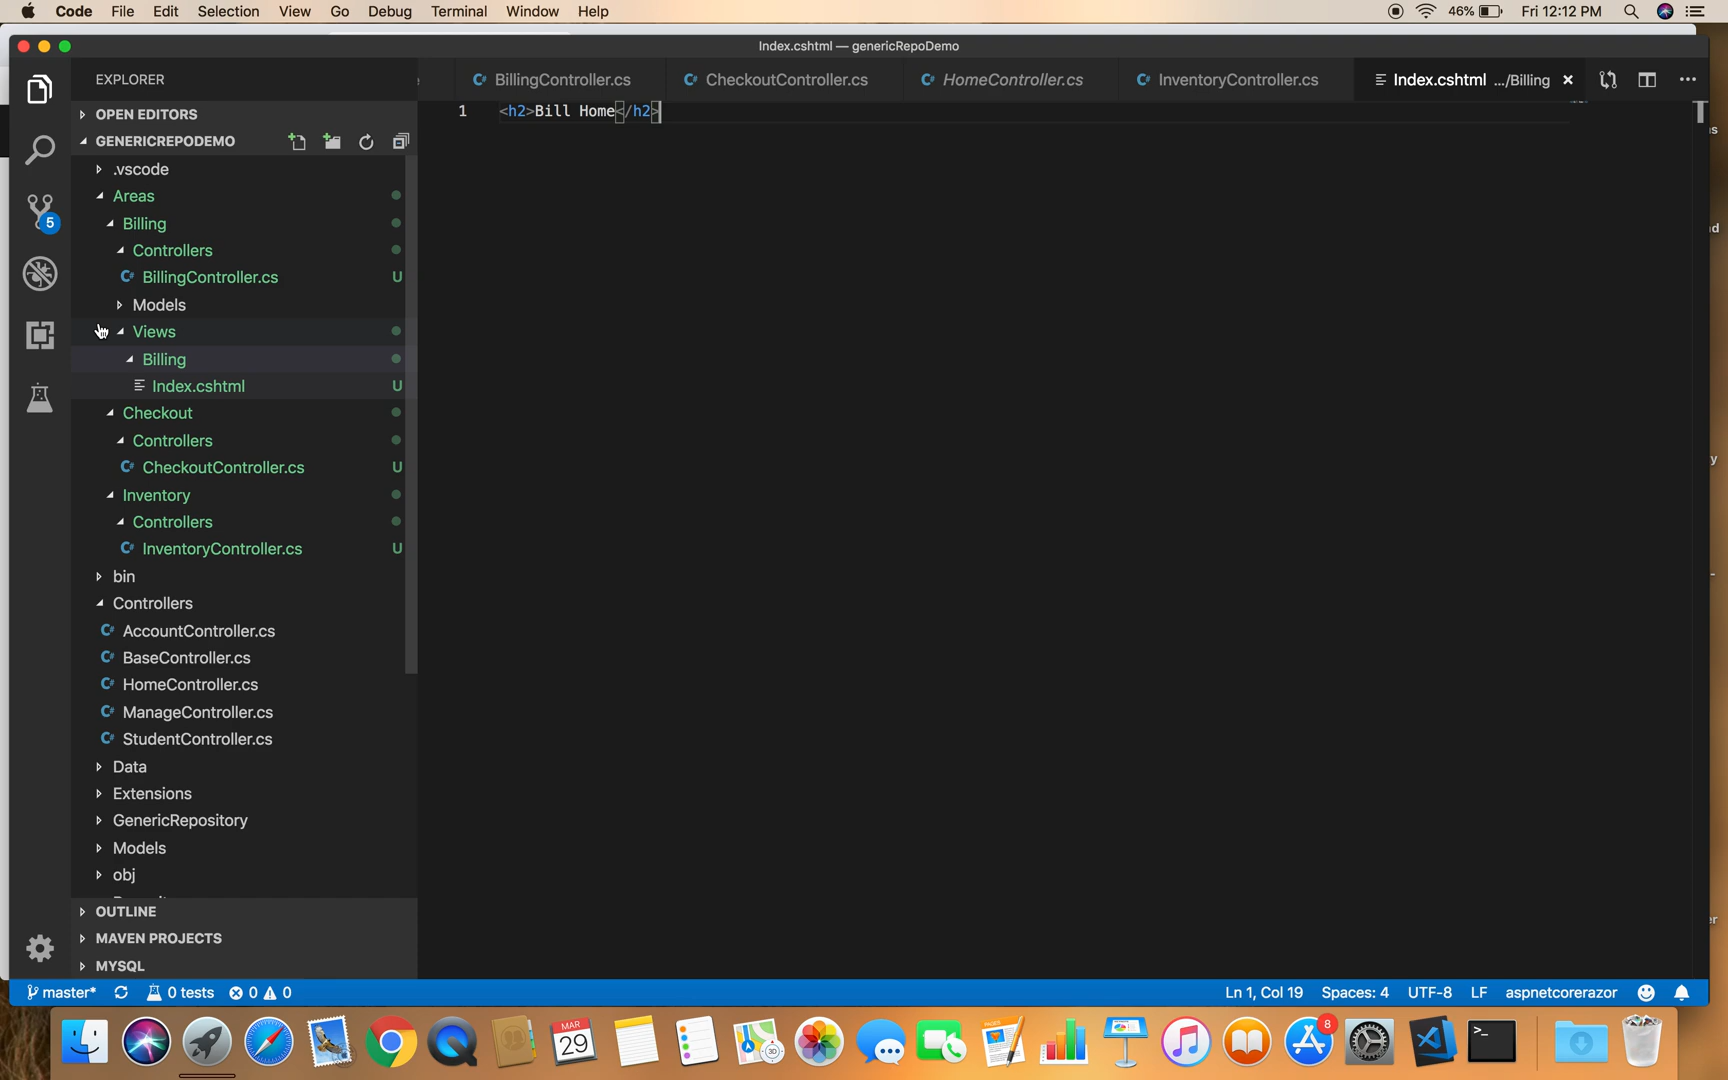 Code File Edit Selection View Go Debug Terminal Window Help 46% Fri 12:12 PM
Index.cshtml — genericRepoDemo
EXPLORER
BillingController.cs CheckoutController.cs HomeController.cs InventoryController.cs Index.cshtml .../Billing
OPEN EDITORS
1 <h2>Bill Home</h2>
GENERICREPODEMO
.vscode
Areas
5
Billing
Controllers
BillingController.cs U
Models
Views
Billing
Index.cshtml U
Checkout
Controllers
CheckoutController.cs U
Inventory
Controllers
InventoryController.cs U
bin
Controllers
AccountController.cs
BaseController.cs
HomeController.cs
ManageController.cs
StudentController.cs
Data
Extensions
GenericRepository
Models
obj
OUTLINE
MAVEN PROJECTS
MYSQL
master* 0 tests 0 0 Ln 1, Col 19 Spaces: 4 UTF-8 LF aspnetcorerazor
MAR
29
3D
PAGES
8
>_